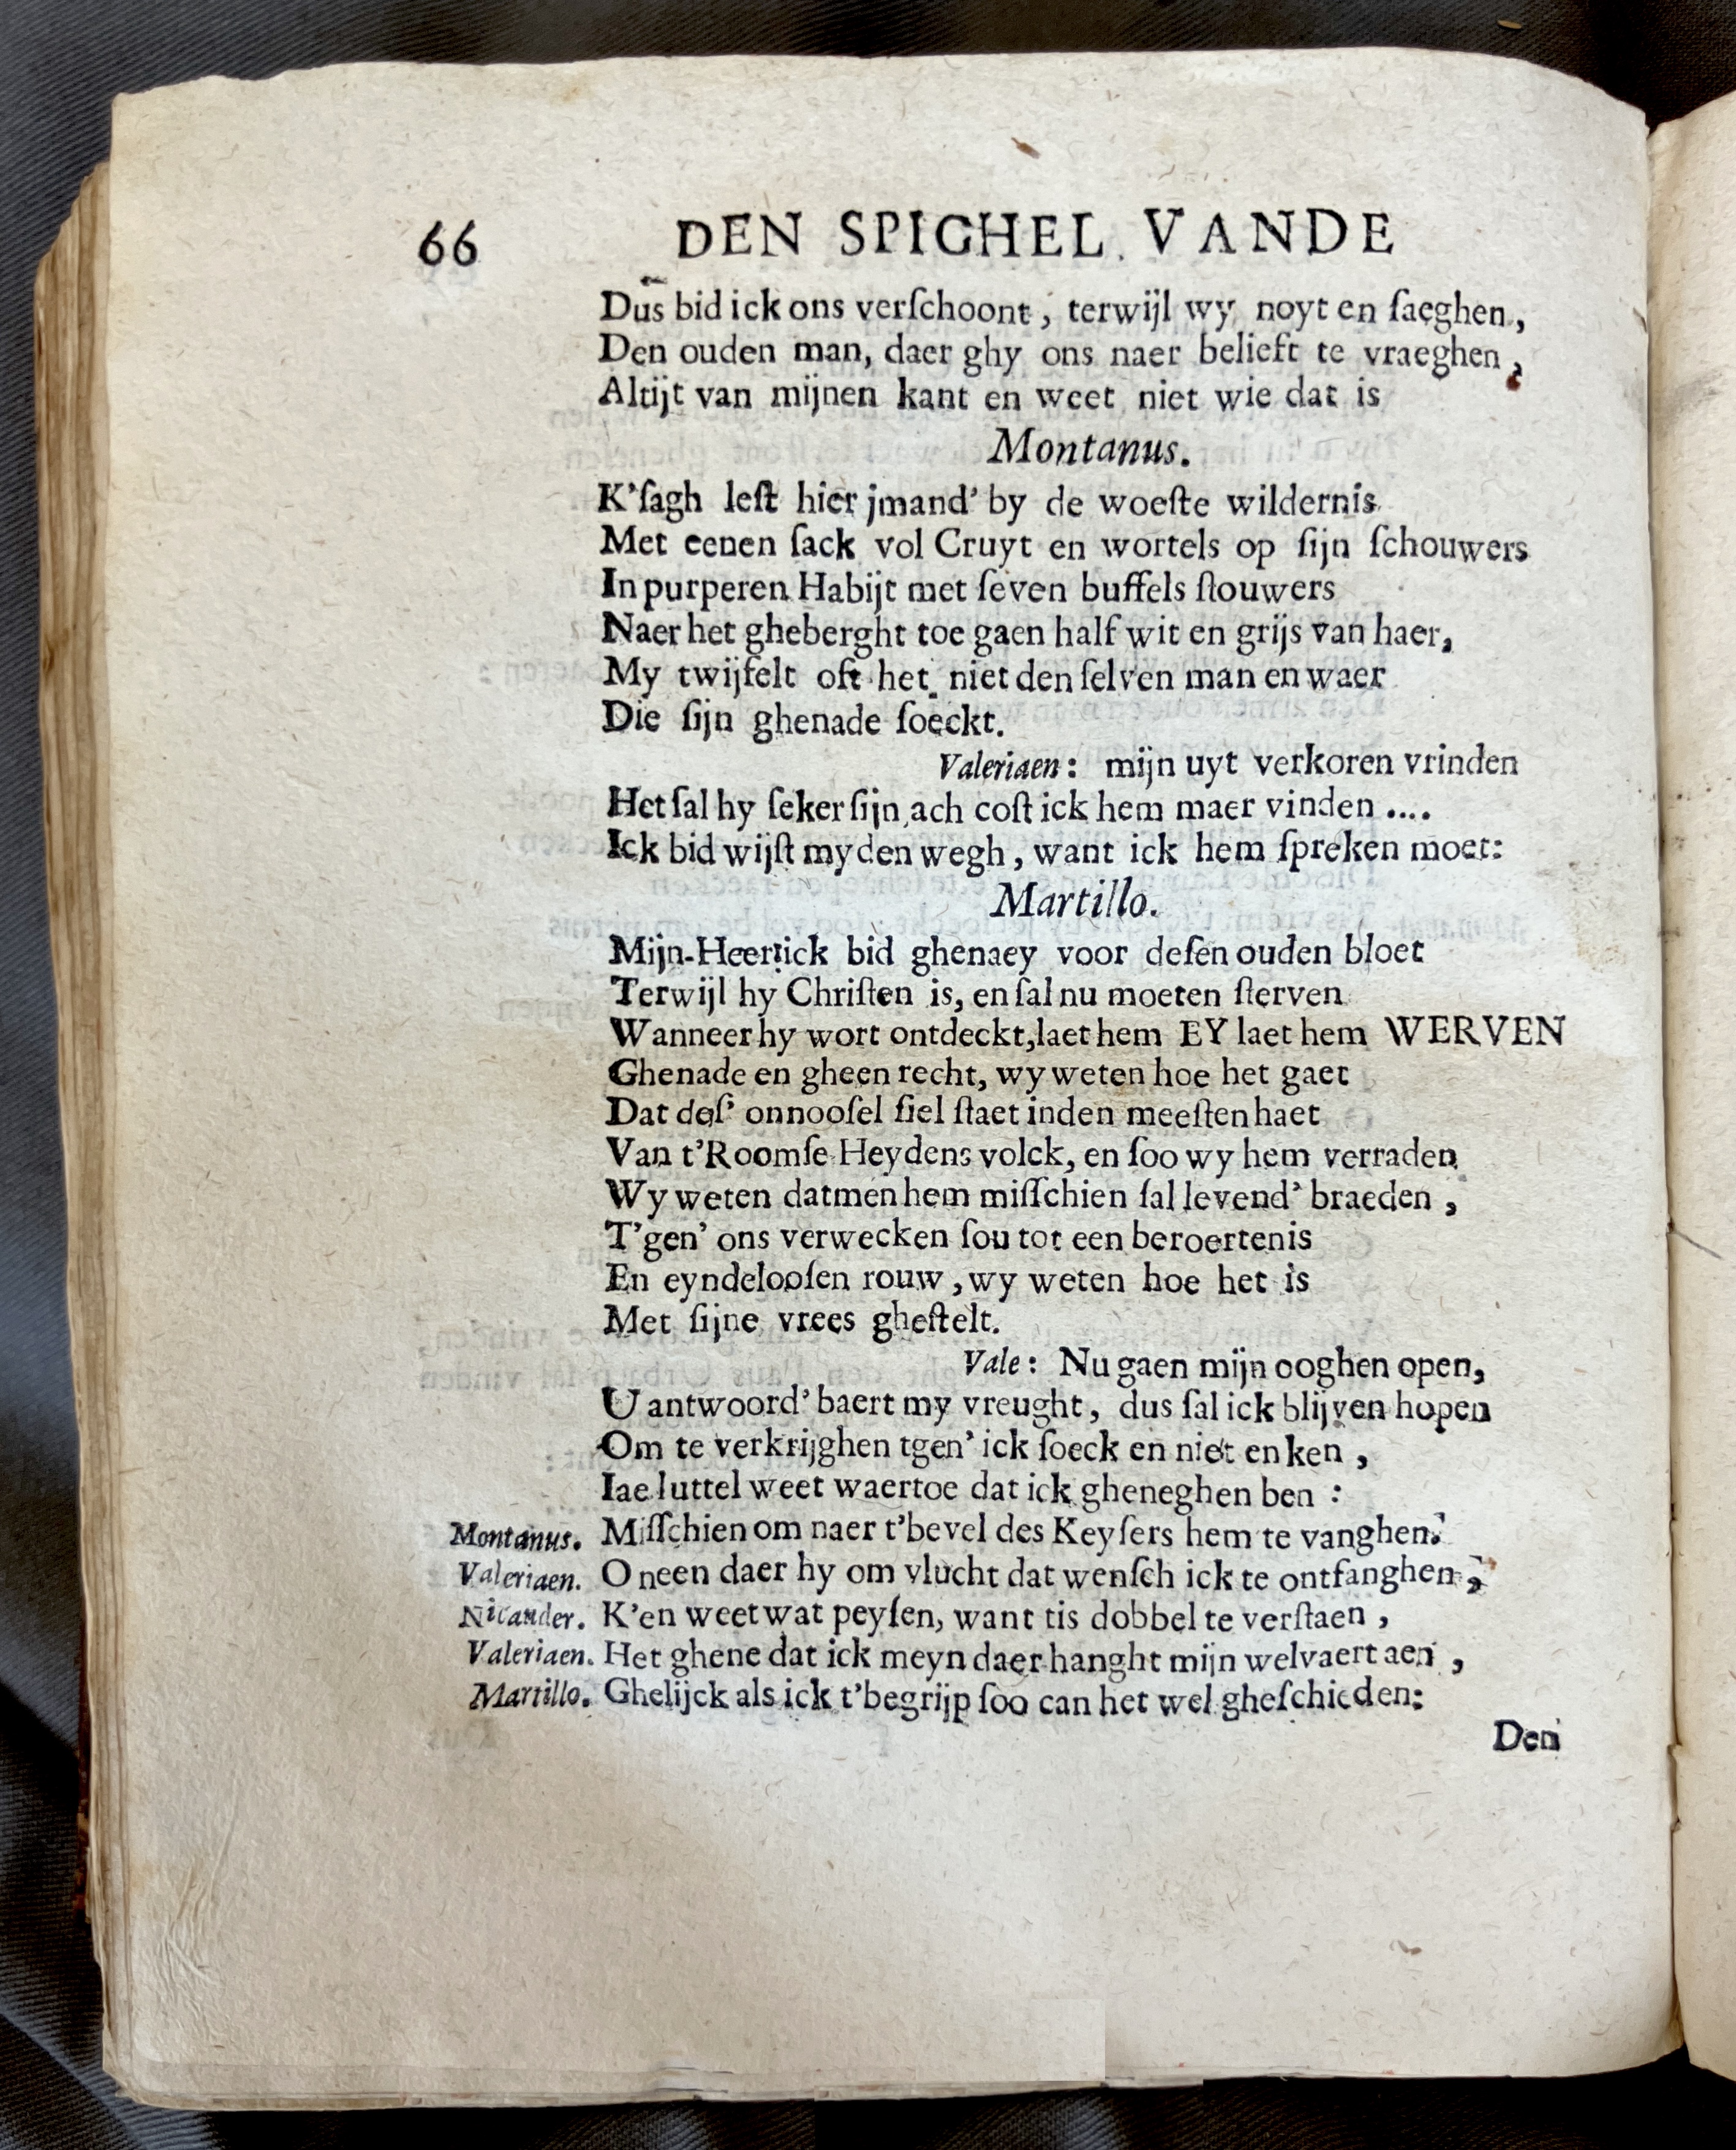 66 DEN SPIGHEL VANDE
Dus bid ick ons verſchoont, terwijl wy noyt en ſaeghen,
Den ouden man, daer ghy ons naer belieft te vraeghen,
Altijt van mijnen kant en weet niet wie dat is
Montanus.
K'ſagh leſt hier jmand' by de woeſte wildernis
Met eenen ſack vol Cruyt en wortels op ſijn ſchouwers
In purperen Habijt met ſeven buffels ſtouwers
Naer het gheberght toe gaen half wit en grijs van haer,
My twijfelt oft het niet den ſelven man en waer
Die ſijn ghenade ſoeckt.
Valeriaen: mijn uyt verkoren vrinden
Het ſal hy ſeker ſijn, ach coſt ick hem maer vinden ....
Ick bid wijſt my den wegh, want ick hem ſpreken moet:
Martillo.
Mijn-Heer, ick bid ghenaey voor deſen ouden bloet
Terwijl hy Chriſten is, en ſal nu moeten ſterven
Wanneer hy wort ontdeckt, laet hem EY laet hem WERVEN
Ghenade en gheen recht, wy weten hoe het gaet
Dat deſ' onnooſel ſiel ſtaet inden meeſten haet
Van t'Roomſe Heydens volck, en ſoo wy hem verraden
Wy weten datmen hem miſſchien ſal levend' braeden,
T'gen' ons verwecken ſou tot een beroertenis
En eyndelooſen rouw, wy weten hoe het is
Met ſijne vrees gheſtelt.
Vale: Nu gaen mijn ooghen open,
U antwoord' baert my vreught, dus ſal ick blijven hopen
Om te verkrijghen tgen' ick ſoeck en niet en ken,
Iae luttel weet waertoe dat ick gheneghen ben :
Montanus. Miſſchien om naer t'bevel des Keyſers hem te vanghen.
Valeriaen. O neen daer hy om vlucht dat wenſch ick te ontfanghen,
Nicander. K'en weet wat peyſen, want tis dobbel te verſtaen,
Valeriaen. Het ghene dat ick meyn daer hanght mijn welvaert aen,
Martillo. Ghelijck als ick t'begrijp ſoo can het wel gheſchieden:
Den